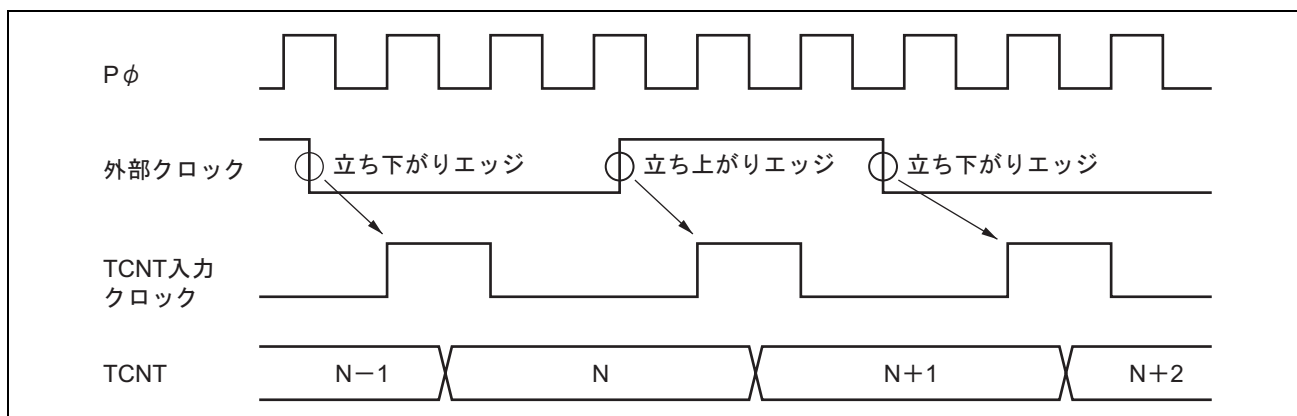 Pφ
外部クロック
立ち下がりエッジ
立ち上がりエッジ
立ち下がりエッジ
TCNT入力
クロック
TCNT
N－1
N
N＋1
N＋2